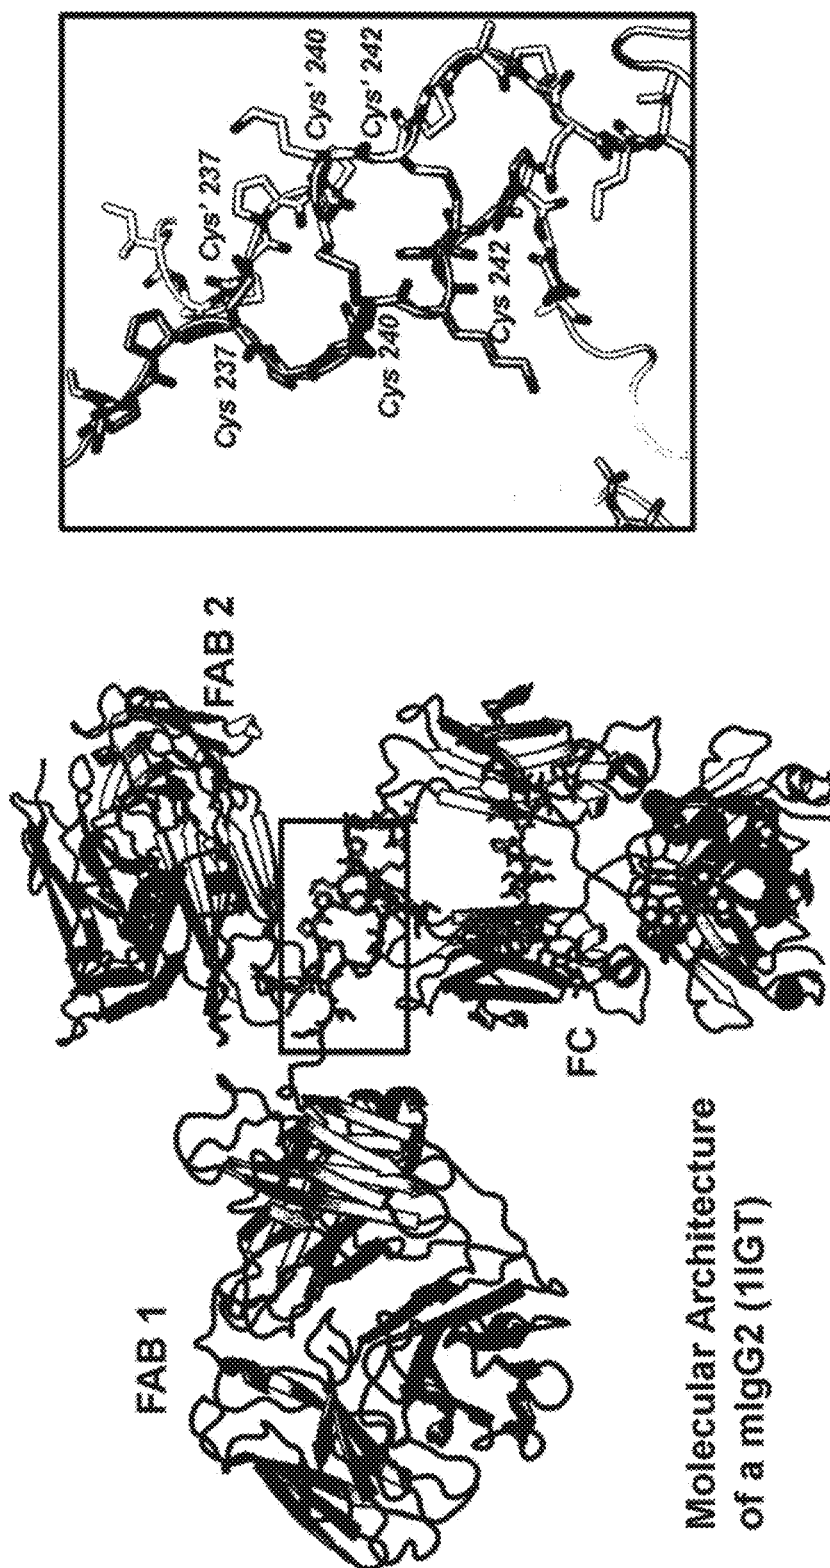 FAB 1
FAB 2
FC
Molecular Architecture
of a mIgG2 (1IGT)
Cys 237
Cys' 237
Cys 240
Cys' 240
Cys 242
Cys' 242